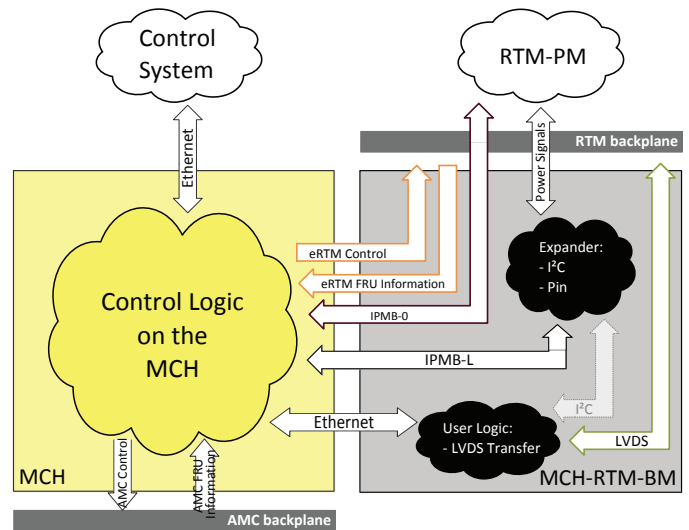 Control
System
RTM-PM
RTM backplane
Ethernet
Power Signals
eRTM Control
eRTM FRU Information
IPMB-0
IPMB-L
Expander:
- I²C
- Pin
Control Logic
on the
MCH
I²C
Ethernet
User Logic:
- LVDS Transfer
LVDS
AMC Control
AMC FRU
Information
MCH
MCH-RTM-BM
AMC backplane